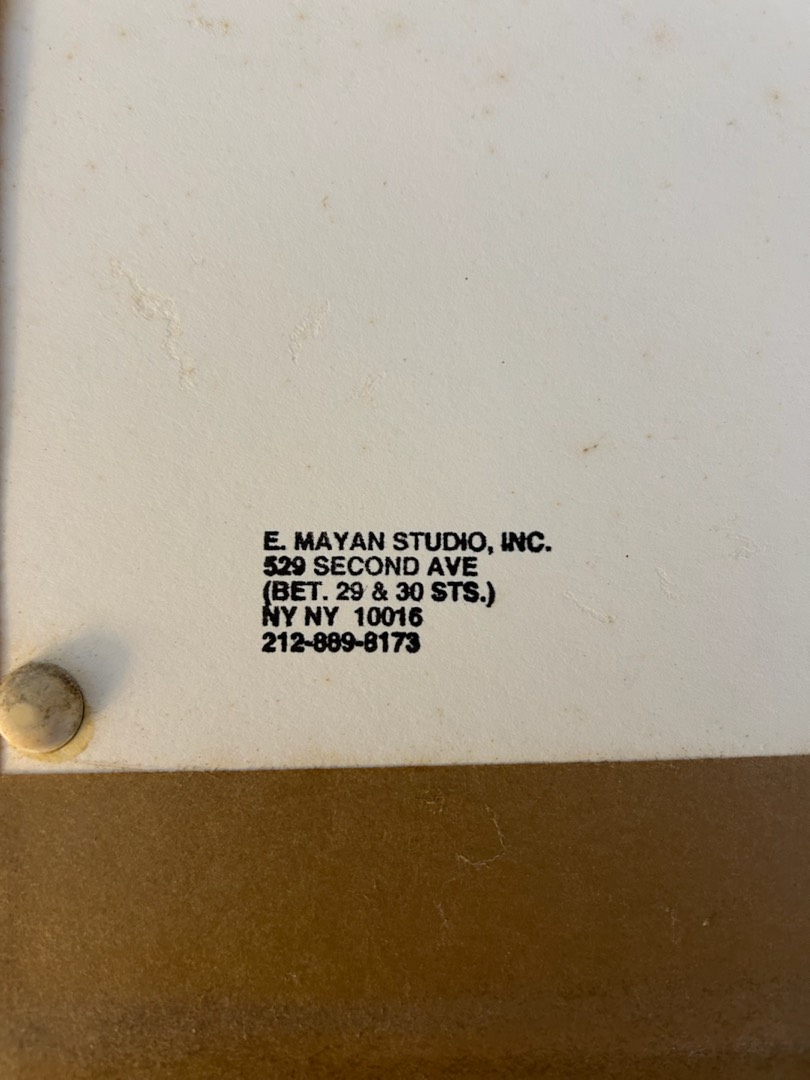 E. MAYAN STUDIO, INC.
529 SECOND AVE
(BET. 29 & 30 STS.)
NY NY 10016
212-889-8173